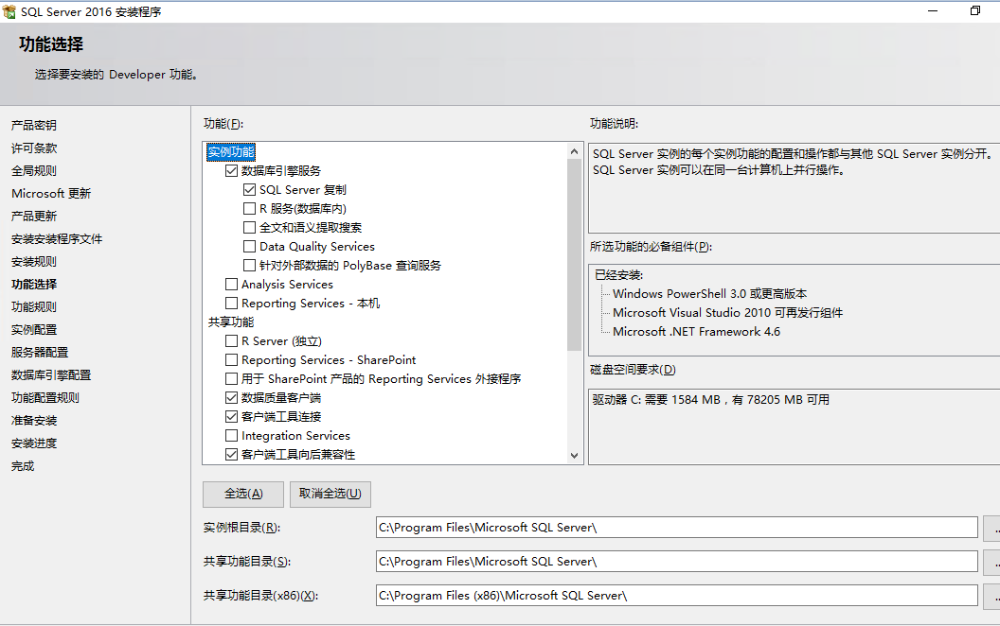 SQL Server 2016 安装程序
功能选择
选择要安装的 Developer 功能。
产品密钥
许可条款
全局规则
Microsoft 更新
产品更新
安装安装程序文件
安装规则
功能选择
功能规则
实例配置
服务器配置
数据库引擎配置
功能配置规则
准备安装
安装进度
完成
功能(F):
实例功能
数据库引擎服务
SQL Server 复制
R 服务(数据库内)
全文和语义提取搜索
Data Quality Services
针对外部数据的 PolyBase 查询服务
Analysis Services
Reporting Services - 本机
共享功能
R Server (独立)
Reporting Services - SharePoint
用于 SharePoint 产品的 Reporting Services 外接程序
数据质量客户端
客户端工具连接
Integration Services
客户端工具向后兼容性
功能说明:
SQL Server 实例的每个实例功能的配置和操作都与其他 SQL Server 实例分开。
SQL Server 实例可以在同一台计算机上并行操作。
所选功能的必备组件(P):
已经安装:
Windows PowerShell 3.0 或更高版本
Microsoft Visual Studio 2010 可再发行组件
Microsoft .NET Framework 4.6
磁盘空间要求(D)
驱动器 C: 需要 1584 MB，有 78205 MB 可用
全选(A)
取消全选(U)
实例根目录(R):
C:\Program Files\Microsoft SQL Server\
..
共享功能目录(S):
C:\Program Files\Microsoft SQL Server\
..
共享功能目录(x86)(X):
C:\Program Files (x86)\Microsoft SQL Server\
..